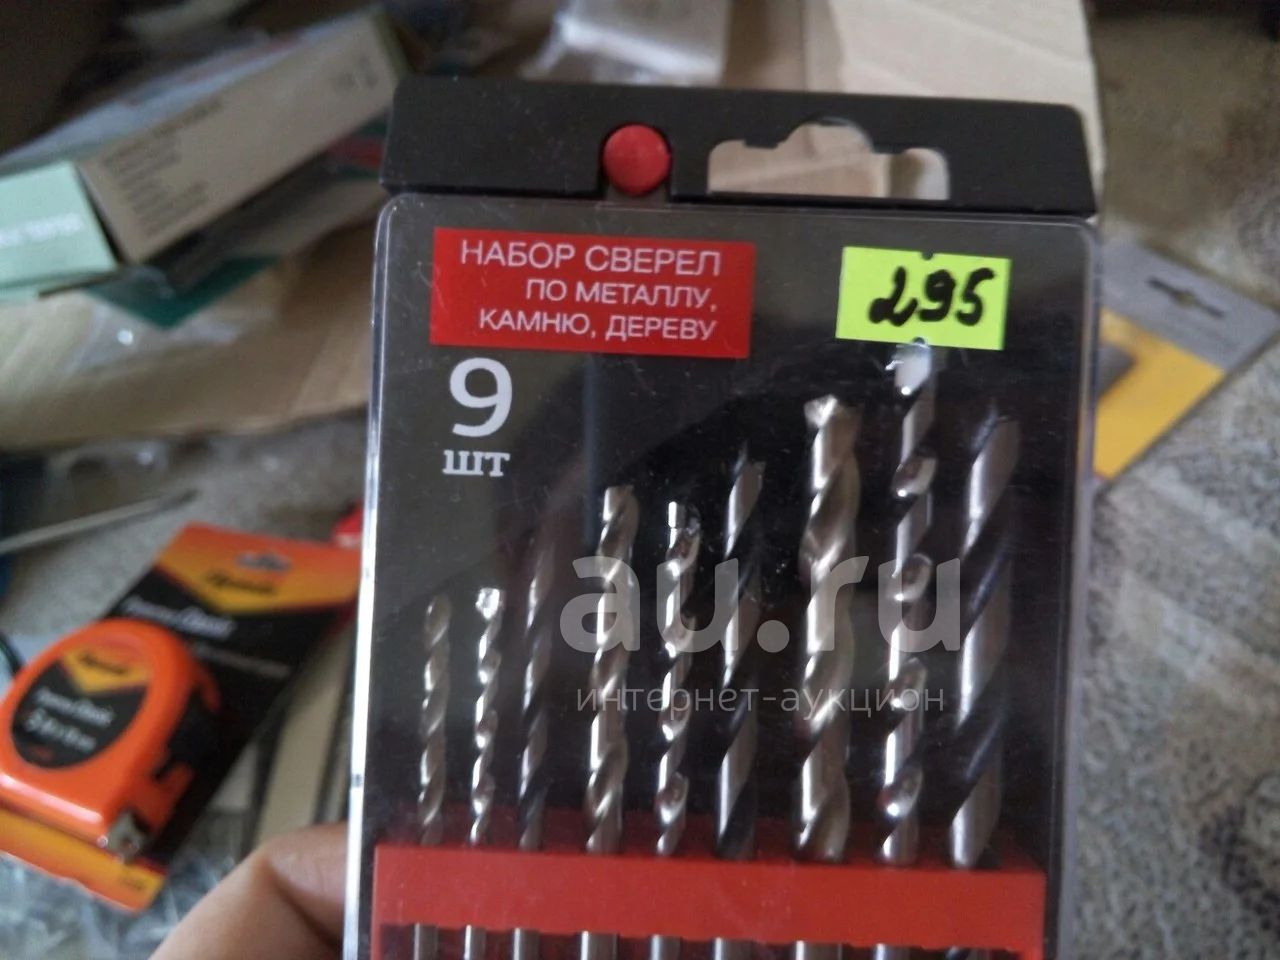 НАБОР СВЕРЕЛ
ПО МЕТАЛЛУ,
КАМНЮ, ДЕРЕВУ
295
9
шт
au.ru
интернет-аукцион